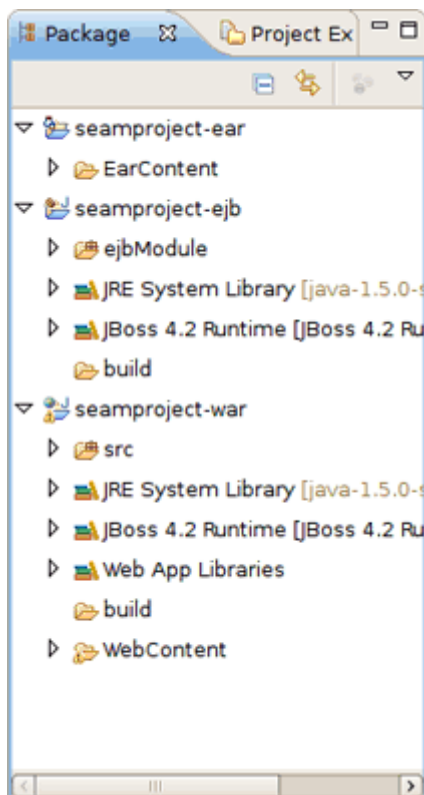 Package Project Ex
seamproject-ear
EarContent
seamproject-ejb
ejbModule
JRE System Library [java-1.5.0-s
JBoss 4.2 Runtime [JBoss 4.2 Ru
build
seamproject-war
src
JRE System Library [java-1.5.0-s
JBoss 4.2 Runtime [JBoss 4.2 Ru
Web App Libraries
build
WebContent